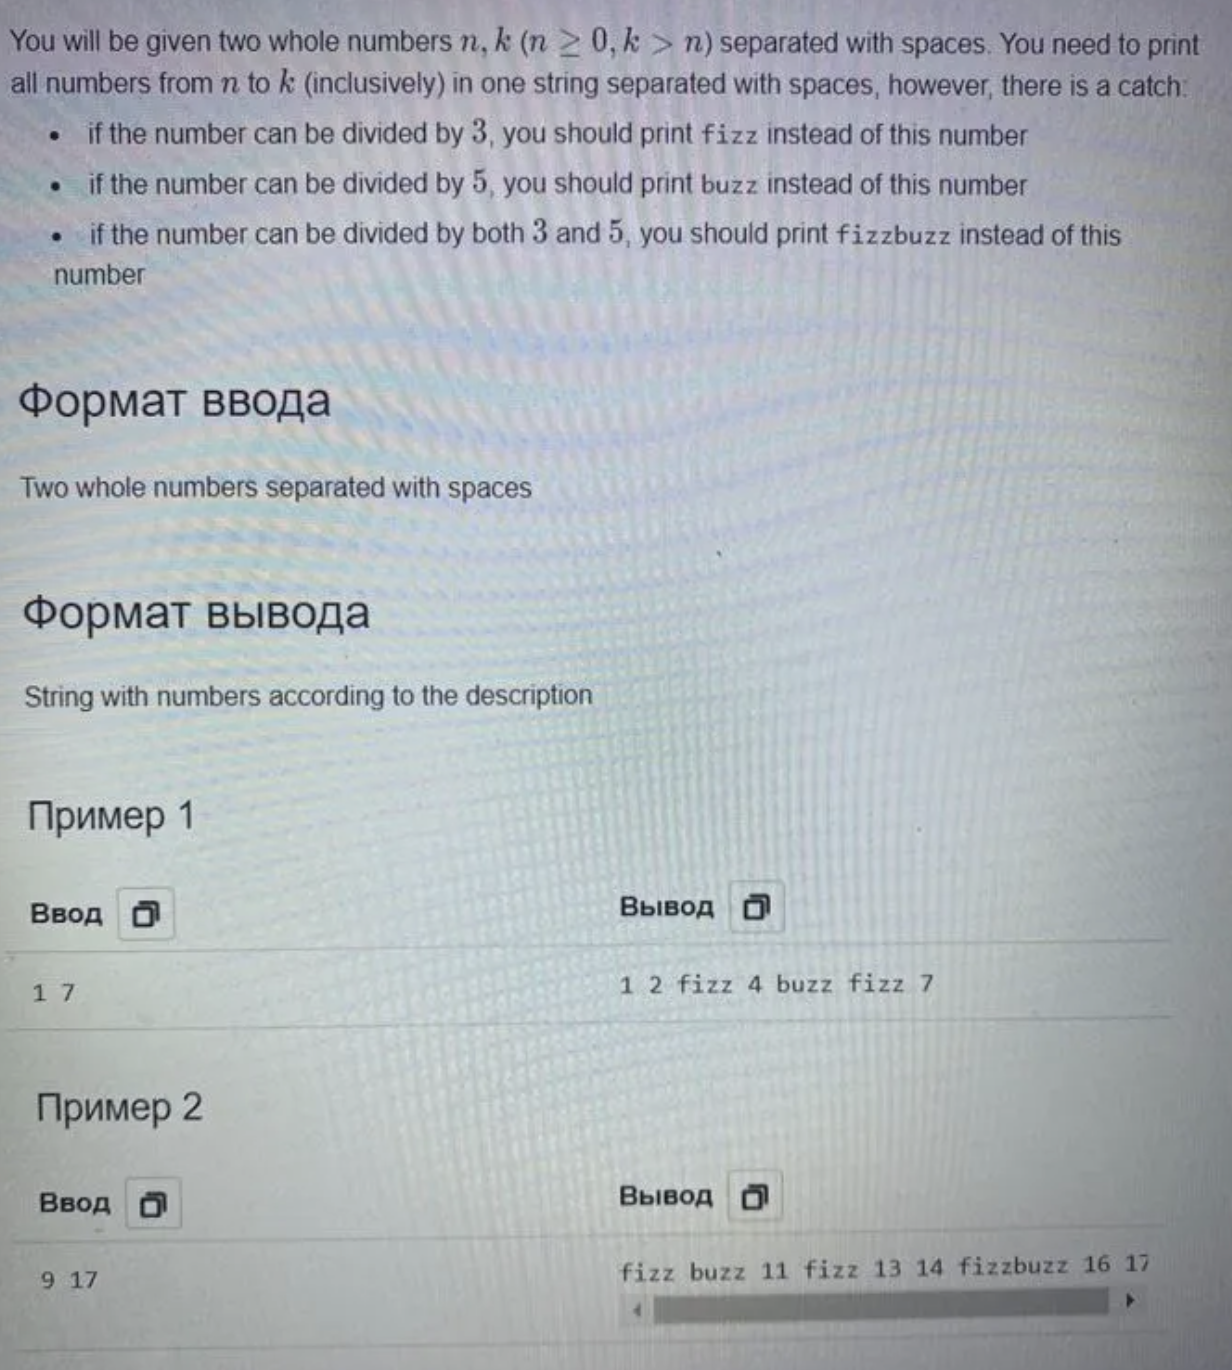 You will be given two whole numbers n, k (n ≥ 0, k > n) separated with spaces. You need to print
all numbers from n to k (inclusively) in one string separated with spaces, however, there is a catch:
• if the number can be divided by 3, you should print fizz instead of this number
• if the number can be divided by 5, you should print buzz instead of this number
• if the number can be divided by both 3 and 5, you should print fizzbuzz instead of this
number
Формат ввода
Two whole numbers separated with spaces
Формат вывода
String with numbers according to the description
Пример 1
Ввод Вывод
1 7 1 2 fizz 4 buzz fizz 7
Пример 2
Ввод Вывод
9 17 fizz buzz 11 fizz 13 14 fizzbuzz 16 17